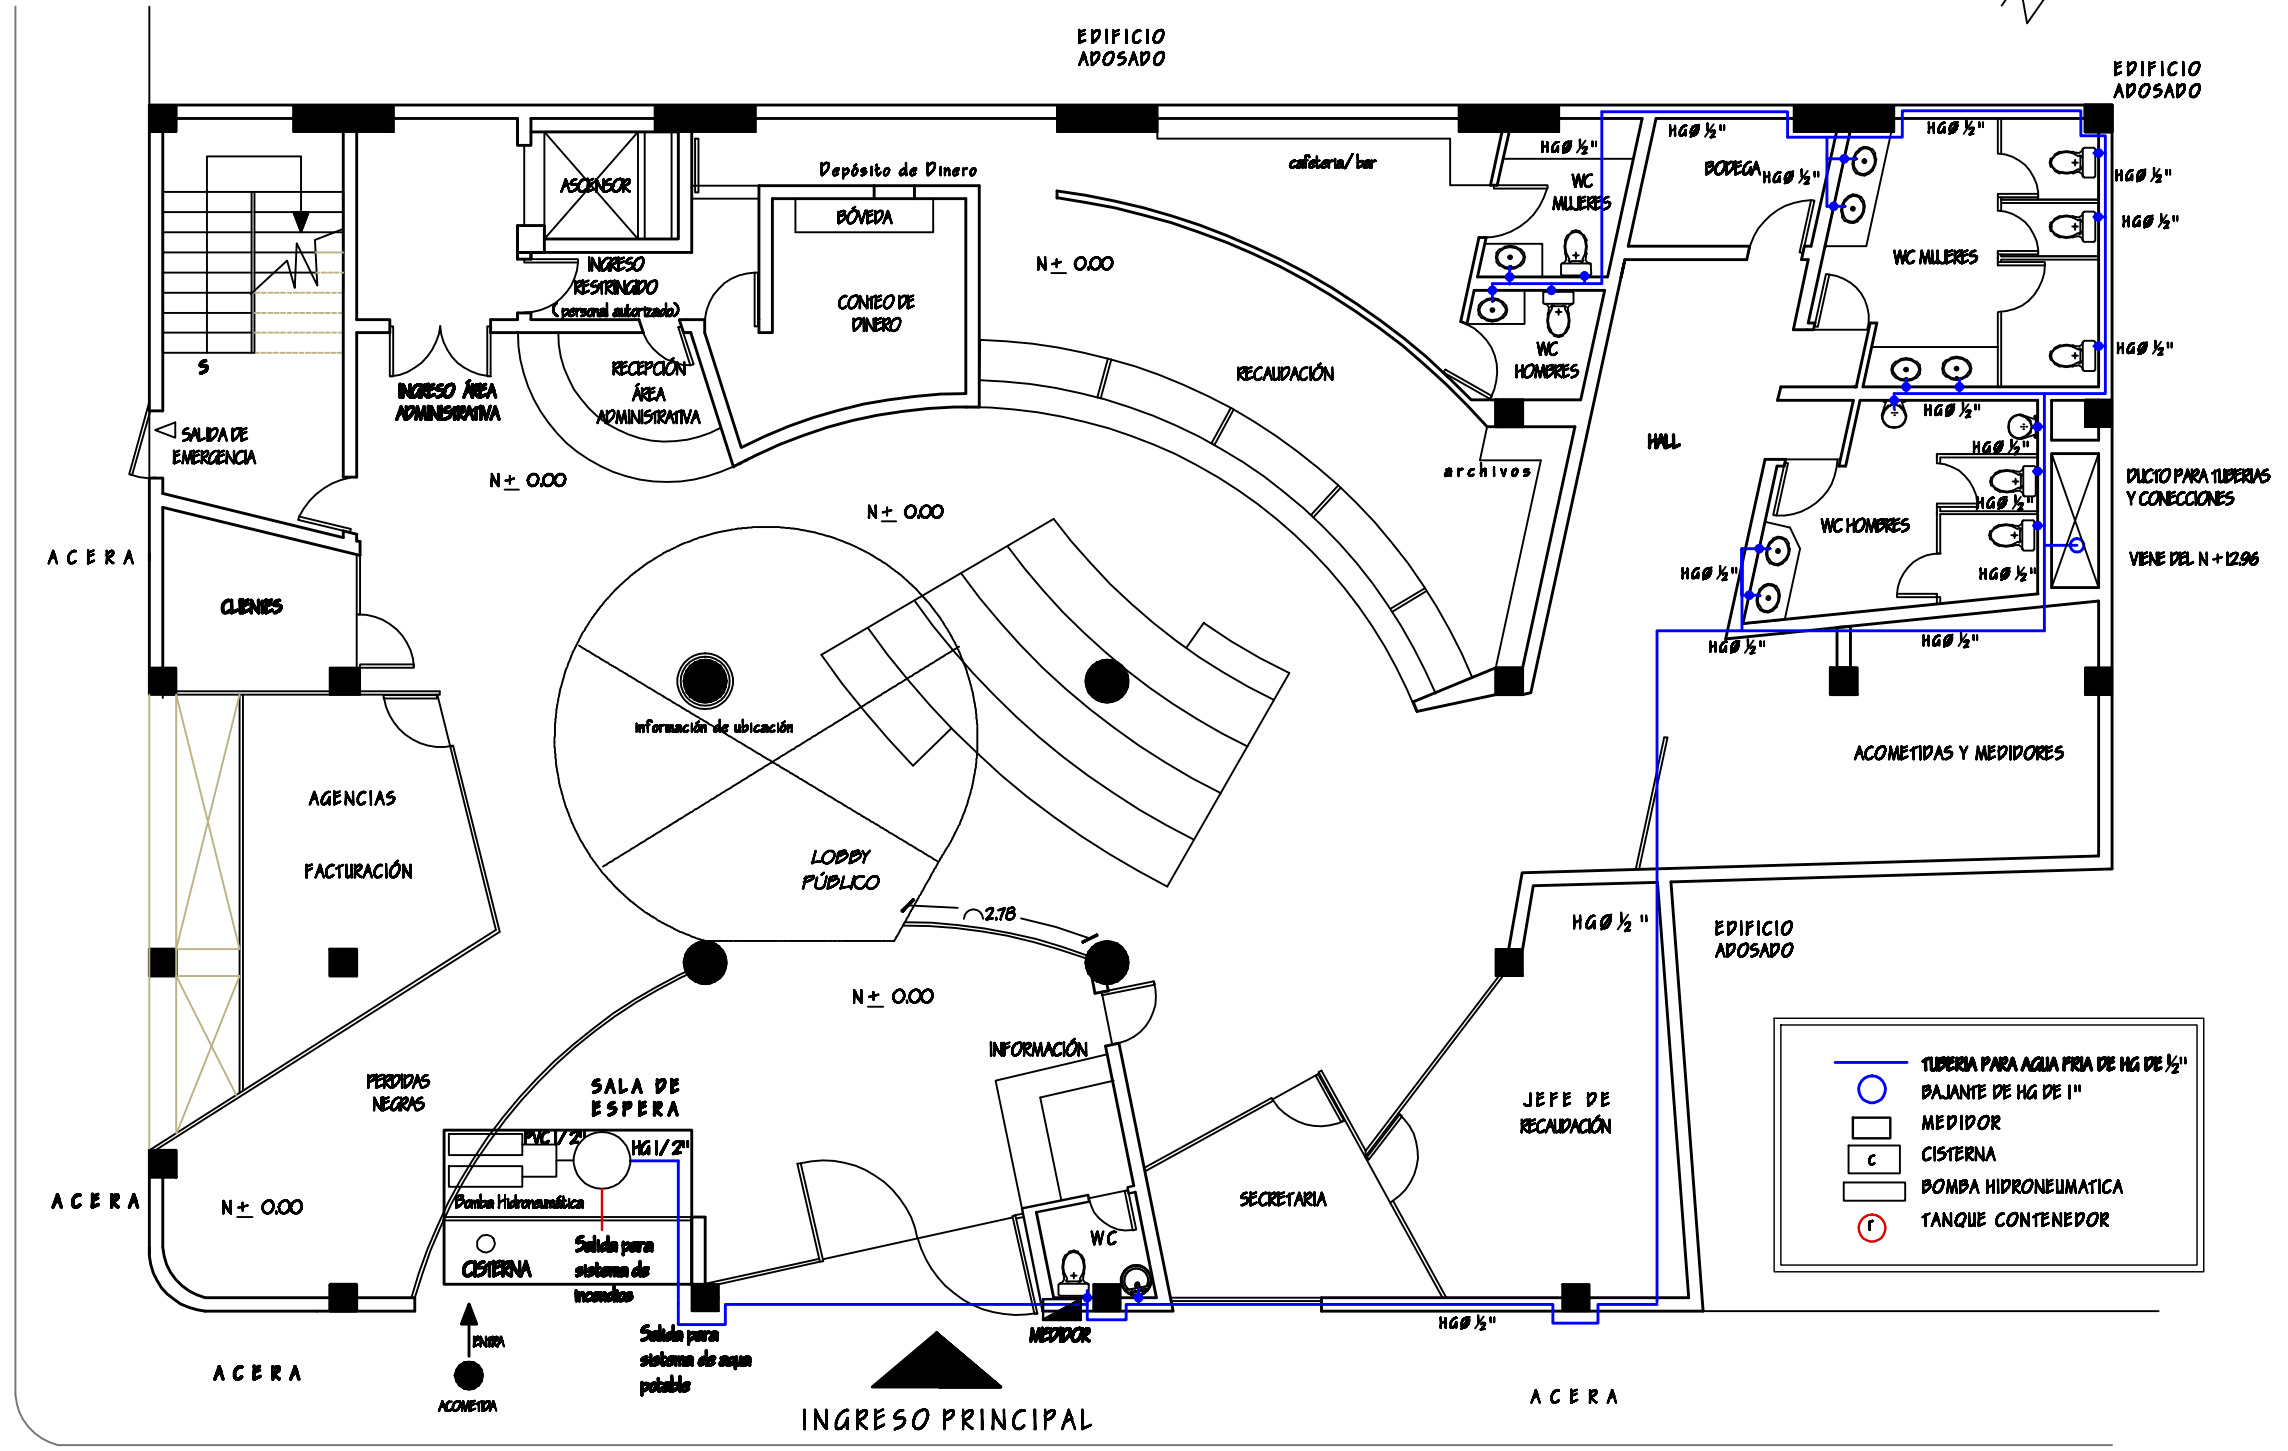 EDIFICIO
ADOSADO
EDIFICIO
ADOSADO
HGØ ½"
HGØ ½"
HGØ ½"
cafeteria/ bar
Depósito de Dinero
ASCENSOR
WC
MUJERES
BODEGA
HGØ ½"
HGØ ½"
BÓVEDA
HGØ ½"
N ± 0.00
WC MUJERES
INGRESO
RESTRINGIDO
( personal autorizado)
CONTEO DE
DINERO
S
WC
HOMBRES
HGØ ½"
RECEPCIÓN
ÁREA
ADMINISTRATIVA
RECAUDACIÓN
INGRESO ÁREA
ADMINISTRATIVA
HGØ ½"
SALIDA DE
EMERGENCIA
HALL
HGØ ½"
archivos
N ± 0.00
DUCTO PARA TUBERIAS
Y CONECCIONES
HGØ ½"
N ± 0.00
WC HOMBRES
ACERA
VIENE DEL N + 12.96
HGØ ½"
HGØ ½"
CLIENTES
HGØ ½"
HGØ ½"
Información de ubicación
ACOMETIDAS Y MEDIDORES
AGENCIAS
FACTURACIÓN
LOBBY
PÚBLICO
2.78
HGØ ½ "
EDIFICIO
ADOSADO
N ± 0.00
INFORMACIÓN
PERDIDAS
NEGRAS
SALA DE
ESPERA
JEFE DE
RECAUDACIÓN
PVC 1/ 2"
HG 1/ 2"
Bomba Hidroneumática
ACERA
N ± 0.00
SECRETARIA
WC
Salida para
sistema de
incendios
CISTERNA
TUBERIA PARA AGUA FRIA DE HG DE ½"
BAJANTE DE HG DE 1"
MEDIDOR
C
CISTERNA
BOMBA HIDRONEUMATICA
r
TANQUE CONTENEDOR
HGØ ½"
MEDIDOR
Salida para
sistema de agua
potable
ENTRA
ACOMETIDA
ACERA
INGRESO PRINCIPAL
ACERA